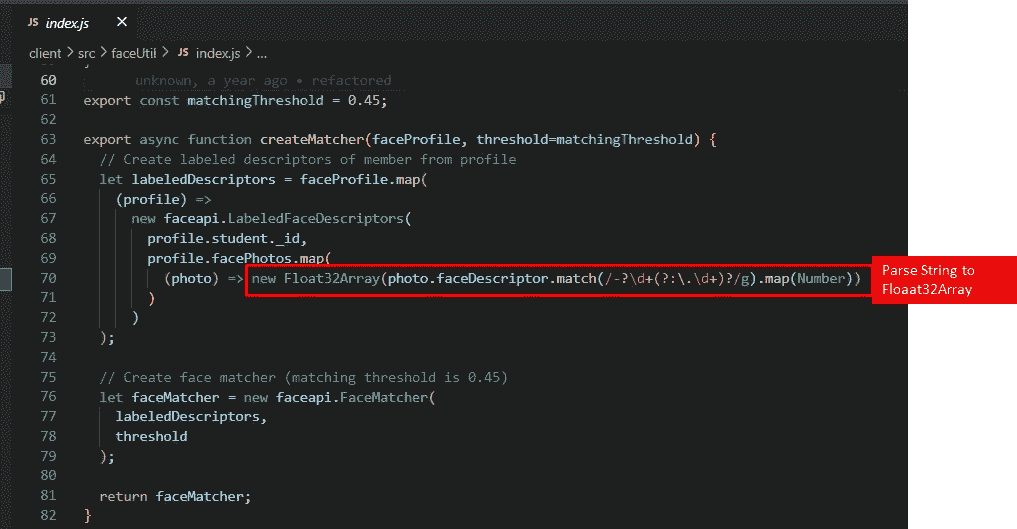 JS index.js ×
client > src > faceUtil > JS index.js > ...
60 unknown, a year ago • refactored
61 export const matchingThreshold = 0.45;
62
63 export async function createMatcher(faceProfile, threshold=matchingThreshold) {
64 // Create labeled descriptors of member from profile
65 let labeledDescriptors = faceProfile.map(
66 (profile) =>
67 new faceapi.LabeledFaceDescriptors(
68 profile.student._id,
69 profile.facePhotos.map(
70 (photo) => new Float32Array(photo.faceDescriptor.match(/-?\d+(?:\.\d+)?/g).map(Number))
Parse String to
Floaat32Array
71 )
72 )
73 );
74
75 // Create face matcher (matching threshold is 0.45)
76 let faceMatcher = new faceapi.FaceMatcher(
77 labeledDescriptors,
78 threshold
79 );
80
81 return faceMatcher;
82 }